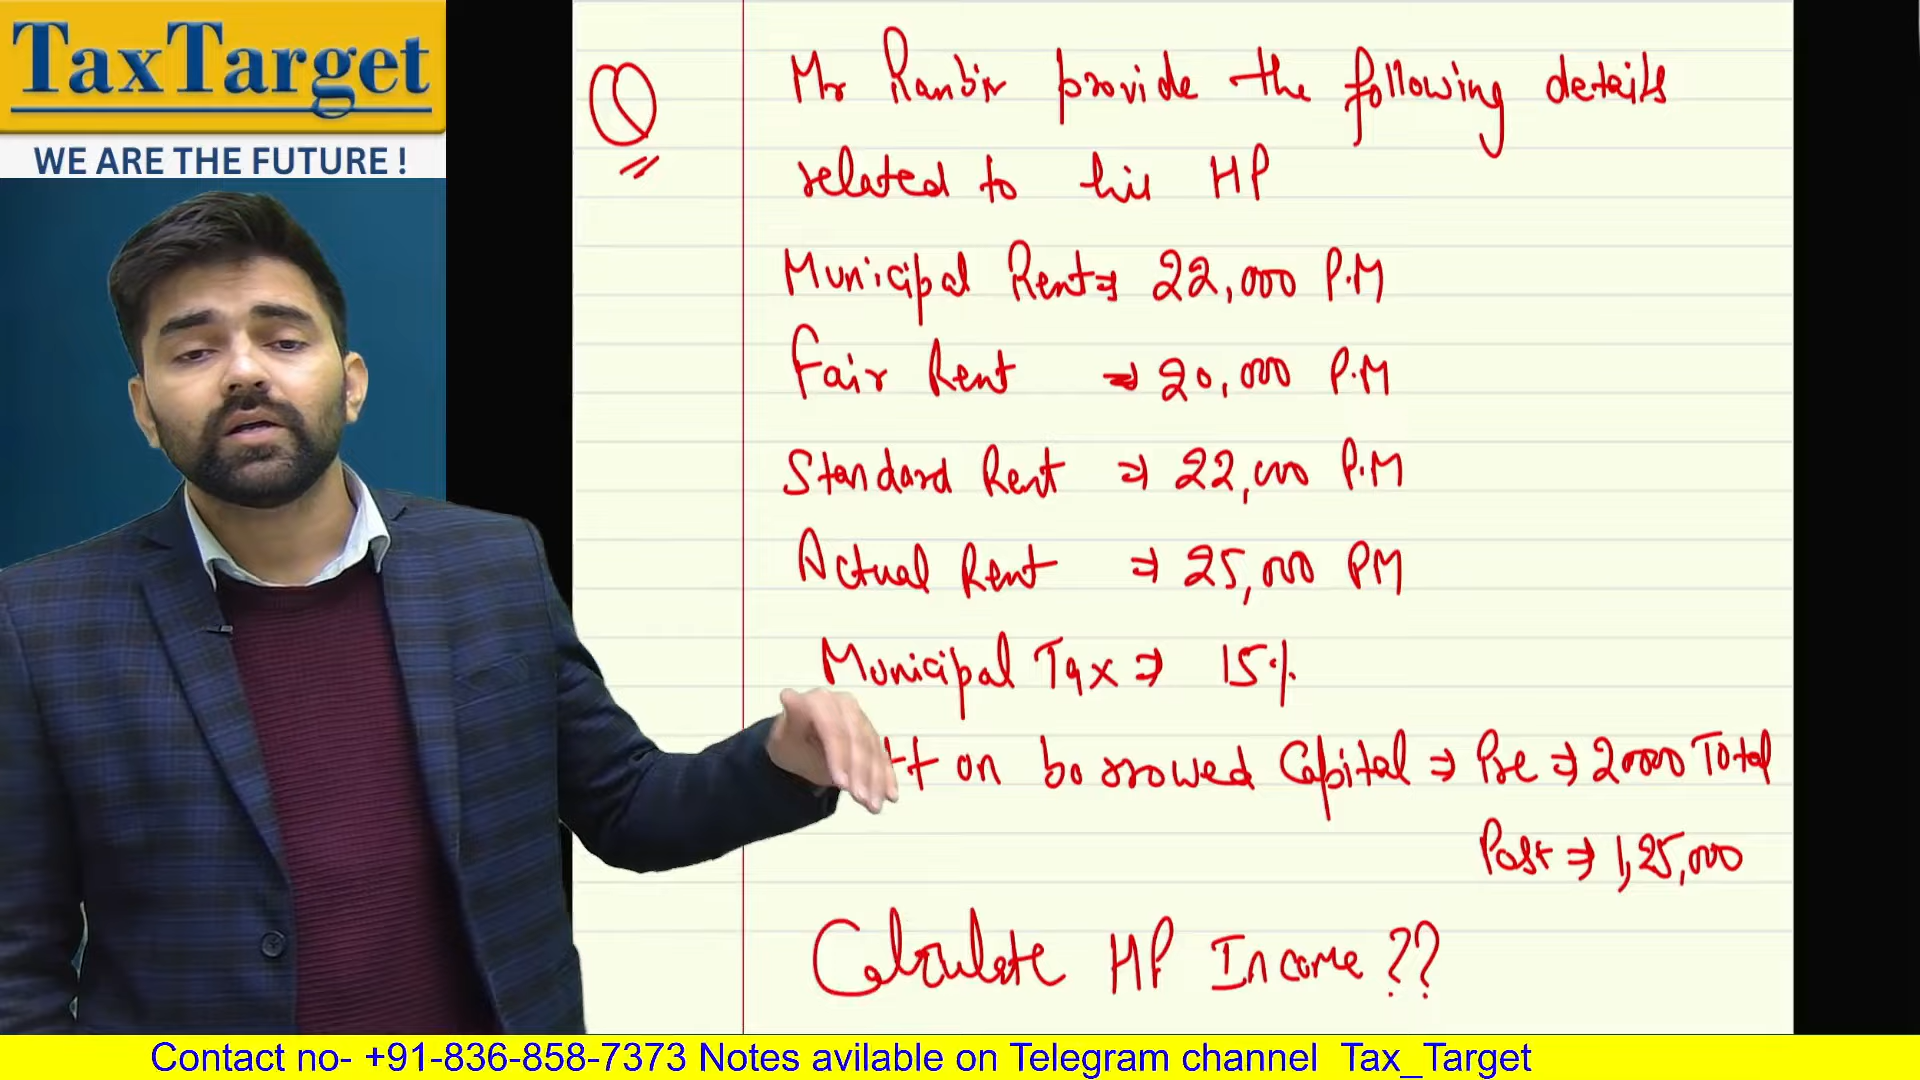 TaxTarget
WE ARE THE FUTURE !
Q
Mr Ranbir provide the following details
related to his HP
Municipal Rent ⇒ 22,000 P.M
Fair Rent ⇒ 20,000 P.M
Standard Rent ⇒ 22,000 P.M
Actual Rent ⇒ 25,000 PM
Municipal Tax ⇒ 15%
on borrowed Capital ⇒ Pre ⇒ 20000 Total
Post ⇒ 1,25,000
Calculate HP Income ??
Contact no- +91-836-858-7373 Notes avilable on Telegram channel Tax_Target